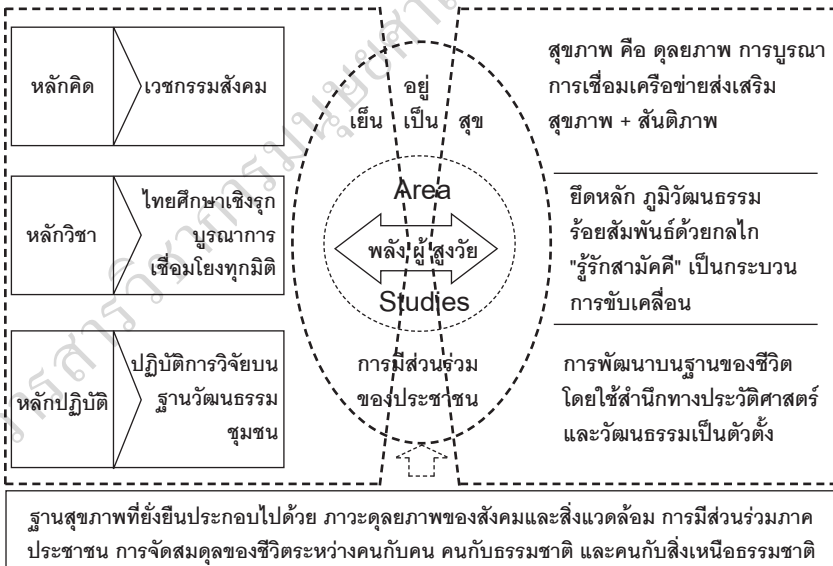 หลักคิด
เวชกรรมสังคม
อยู่
เย็น เป็น สุข
สุขภาพ คือ ดุลยภาพ การบูรณา
การเชื่อมเครือข่ายส่งเสริม
สุขภาพ + สันติภาพ
หลักวิชา
ไทยศึกษาเชิงรุก
บูรณาการ
เชื่อมโยงทุกมิติ
Area
พลัง ผู้ สูงวัย
Studies
ยึดหลัก ภูมิวัฒนธรรม
ร้อยสัมพันธ์ด้วยกลไก
"รู้รักสามัคคี" เป็นกระบวน
การขับเคลื่อน
หลักปฏิบัติ
ปฏิบัติการวิจัยบน
ฐานวัฒนธรรม
ชุมชน
การมีส่วนร่วม
ของประชาชน
การพัฒนาบนฐานของชีวิต
โดยใช้สำนึกทางประวัติศาสตร์
และวัฒนธรรมเป็นตัวตั้ง
ฐานสุขภาพที่ยั่งยืนประกอบไปด้วย ภาวะดุลยภาพของสังคมและสิ่งแวดล้อม การมีส่วนร่วมภาค
ประชาชน การจัดสมดุลของชีวิตระหว่างคนกับคน คนกับธรรมชาติ และคนกับสิ่งเหนือธรรมชาติ